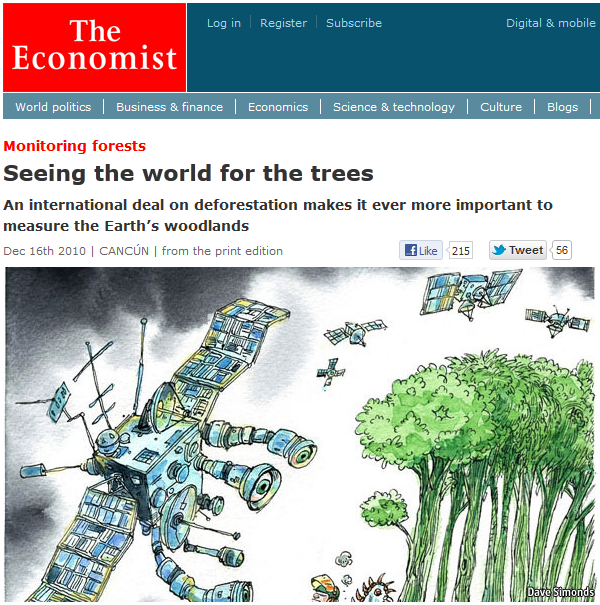 The
Economist
Log in Register Subscribe Digital & mobile
World politics Business & finance Economics Science & technology Culture Blogs
Monitoring forests
Seeing the world for the trees
An international deal on deforestation makes it ever more important to
measure the Earth’s woodlands
Dec 16th 2010 | CANCÚN | from the print edition
Like 215 Tweet 56
Dave Simonds